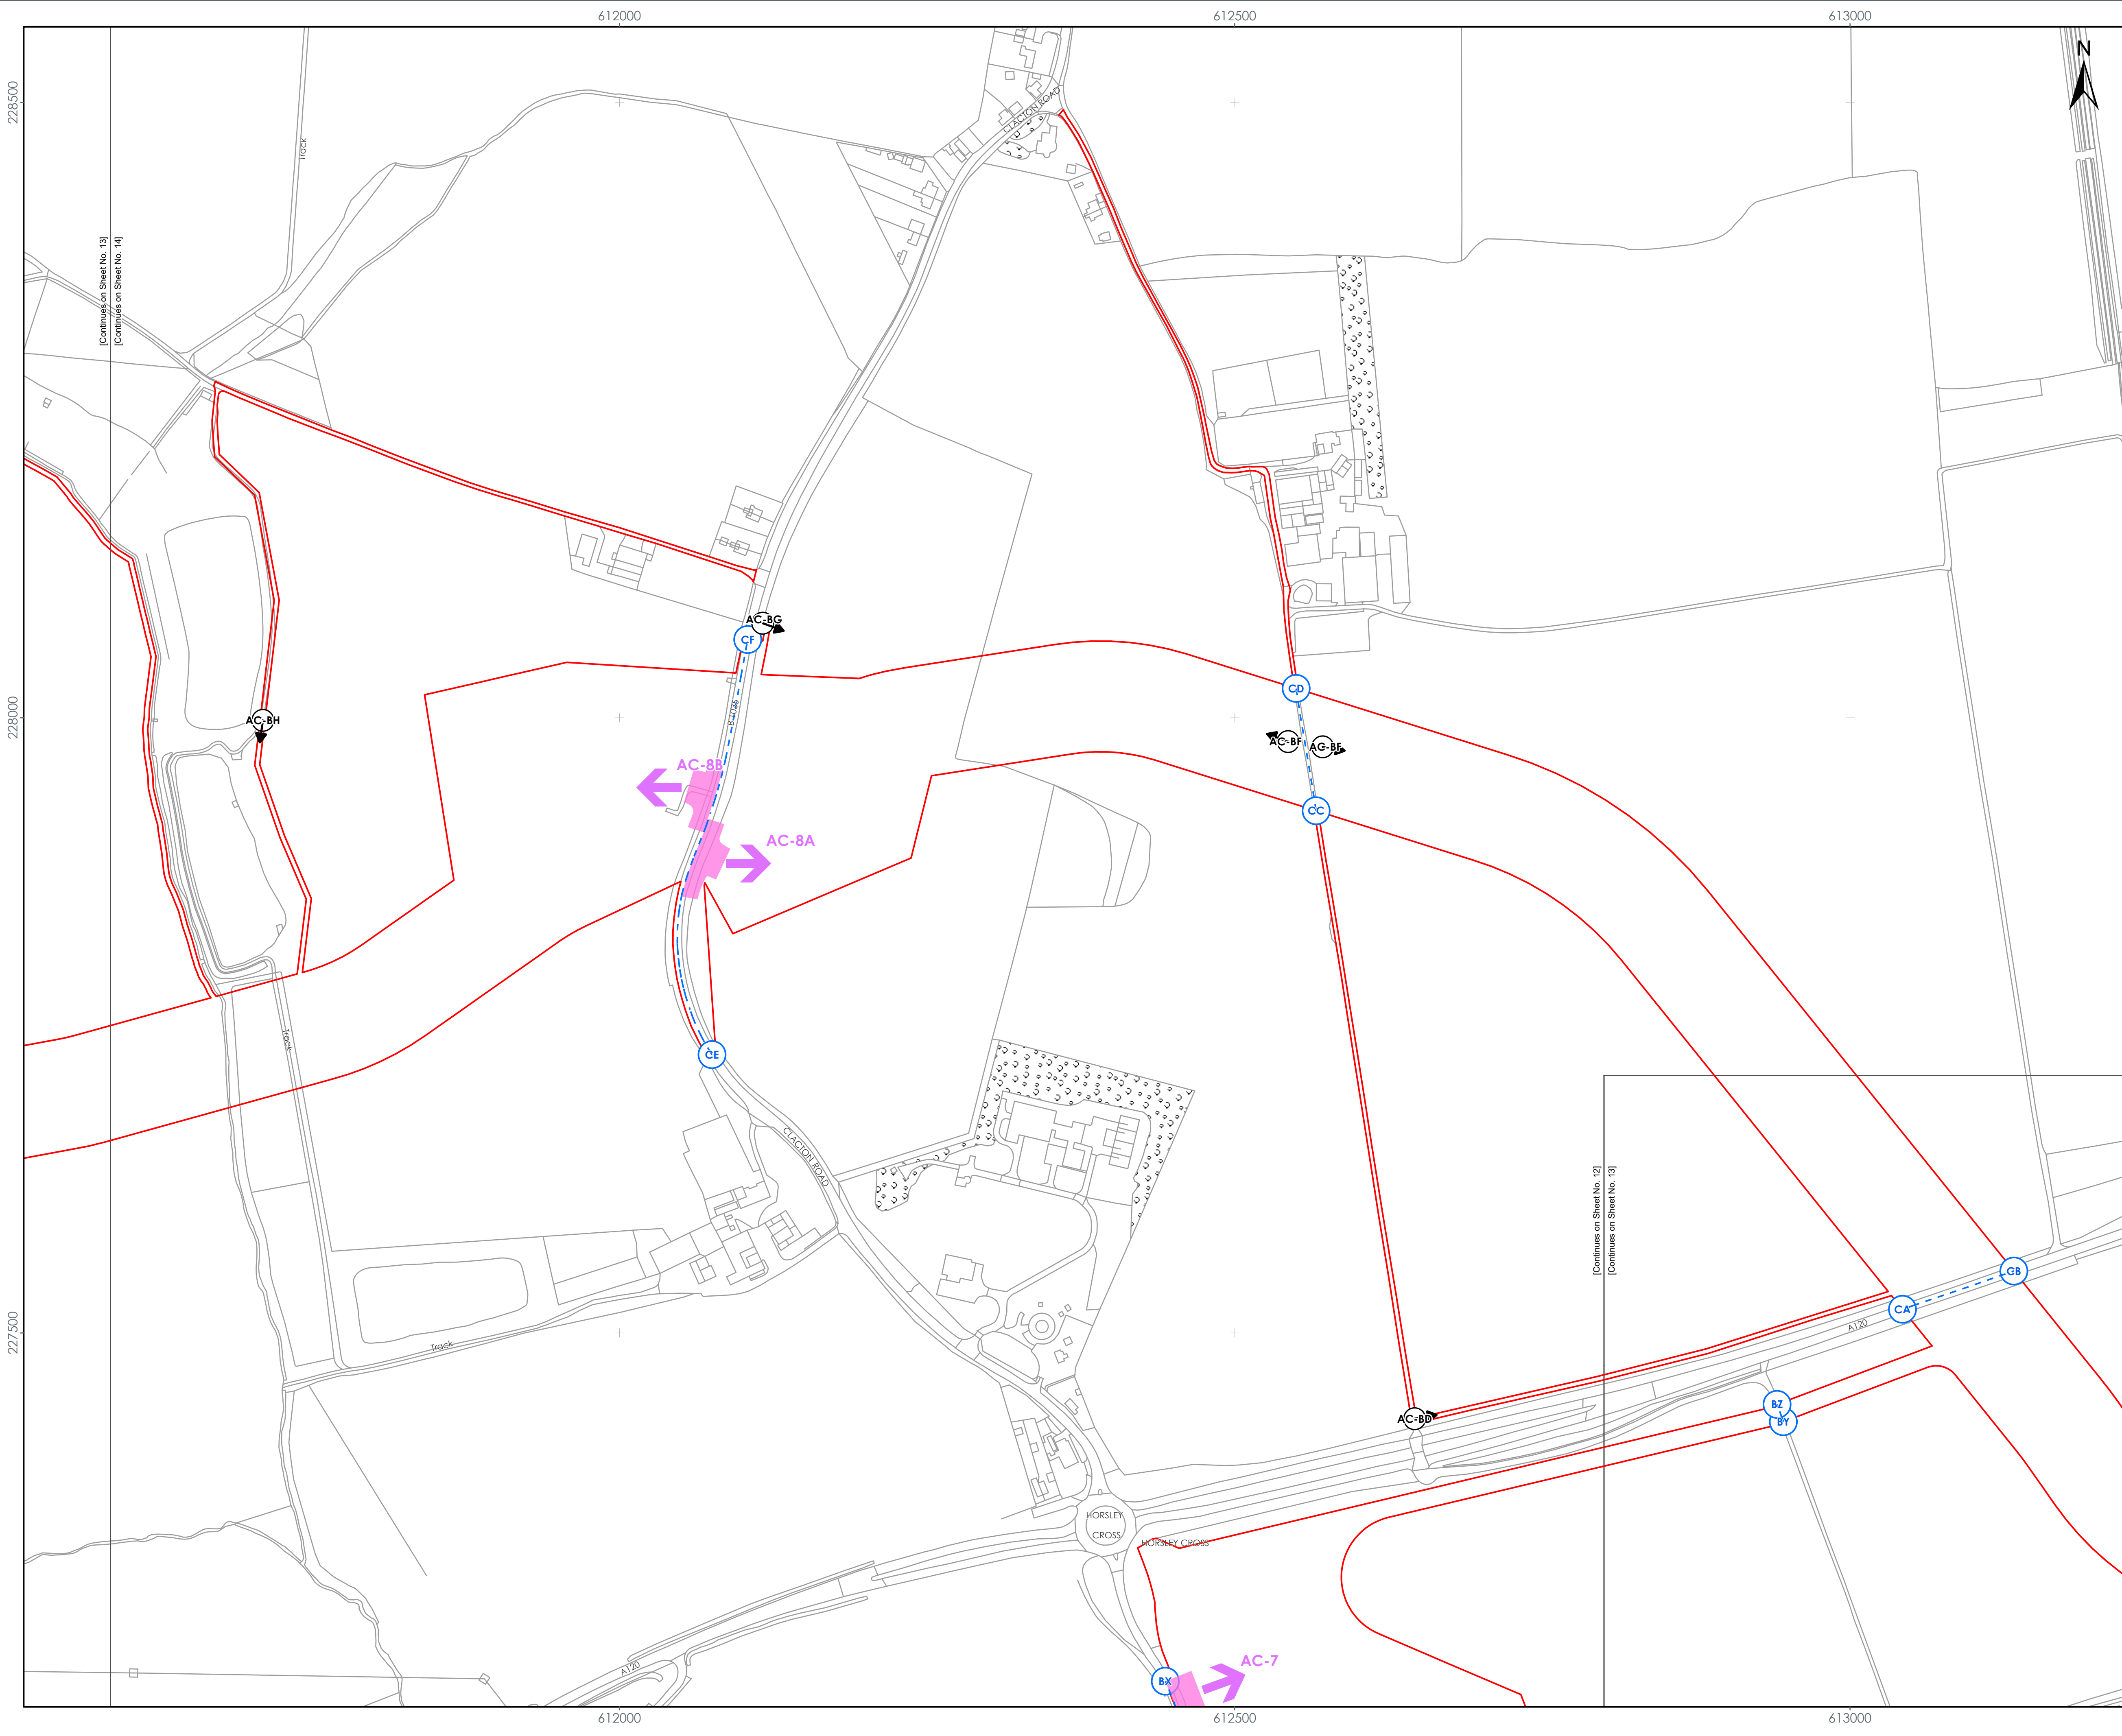 612000
612500
613000
N
228500
228000
227500
CLACTON ROAD
Track
[Continues on Sheet No. 13]
[Continues on Sheet No. 14]
AC-BG
CF
CD
B 1035
AC-BH
AC-BF
AG-BF
AC-8B
CC
AC-8A
Track
CE
CLACTON ROAD
[Continues on Sheet No. 12]
[Continues on Sheet No. 13]
GB
CA
A120
Track
BZ
BY
AC-BD
HORSLEY
CROSS
HORSLEY CROSS
A120
AC-7
BX
612000
612500
613000